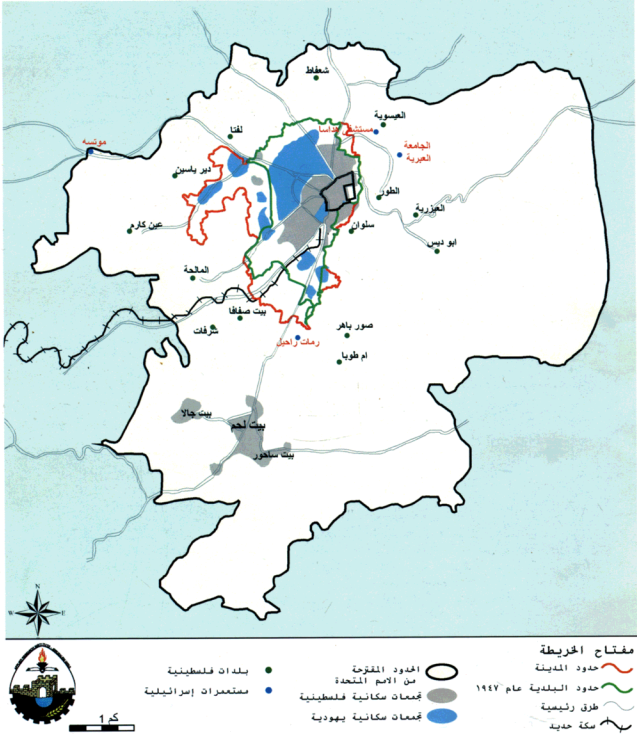 شعفاط
العيسوية
مستشفى هداسا
لفتا
موتسه
الجامعة
العبرية
دير ياسين
الطور
العيزرية
عين كارم
سلوان
ابو ديس
المالحة
بيت صفافا
شرفات
صور باهر
رمات راحيل
ام طوبا
بيت جالا
بيت لحم
بيت ساحور
N
W E
S
مفتاح الخريطة
حدود المدينة
حدود البلدية عام ١٩٤٧
طرق رئيسية
سكة حديد
الحدود المقترحة
من الامم المتحدة
تجمعات سكانية فلسطينية
تجمعات سكانية يهودية
بلدات فلسطينية
مستعمرات إسرائيلية
1 كم